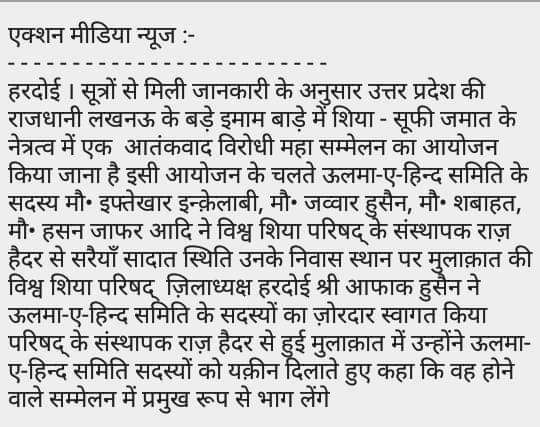 एक्शन मीडिया न्यूज :-
- - - - - - - - - - - - - - - - - - - - - - - - -
हरदोई । सूत्रों से मिली जानकारी के अनुसार उत्तर प्रदेश की
राजधानी लखनऊ के बड़े इमाम बाड़े में शिया - सूफी जमात के
नेत्रत्व में एक  आतंकवाद विरोधी महा सम्मेलन का आयोजन
किया जाना है इसी आयोजन के चलते ऊलमा-ए-हिन्द समिति के
सदस्य मौ॰ इफ्तेखार इन्क़ेलाबी, मौ॰ जव्वार हुसैन, मौ॰ शबाहत,
मौ॰ हसन जाफर आदि ने विश्व शिया परिषद् के संस्थापक राज़
हैदर से सरैयाँ सादात स्थिति उनके निवास स्थान पर मुलाक़ात की
विश्व शिया परिषद्  ज़िलाध्यक्ष हरदोई श्री आफाक हुसैन ने
ऊलमा-ए-हिन्द समिति के सदस्यों का ज़ोरदार स्वागत किया
परिषद् के संस्थापक राज़ हैदर से हुई मुलाक़ात में उन्होंने ऊलमा-
ए-हिन्द समिति सदस्यों को यक़ीन दिलाते हुए कहा कि वह होने
वाले सम्मेलन में प्रमुख रूप से भाग लेंगे